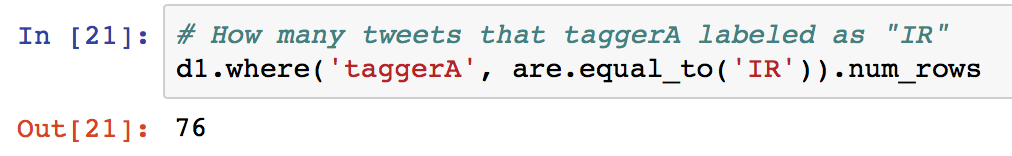 In [21]: # How many tweets that taggerA labeled as "IR"
d1.where('taggerA', are.equal_to('IR')).num_rows
Out[21]: 76